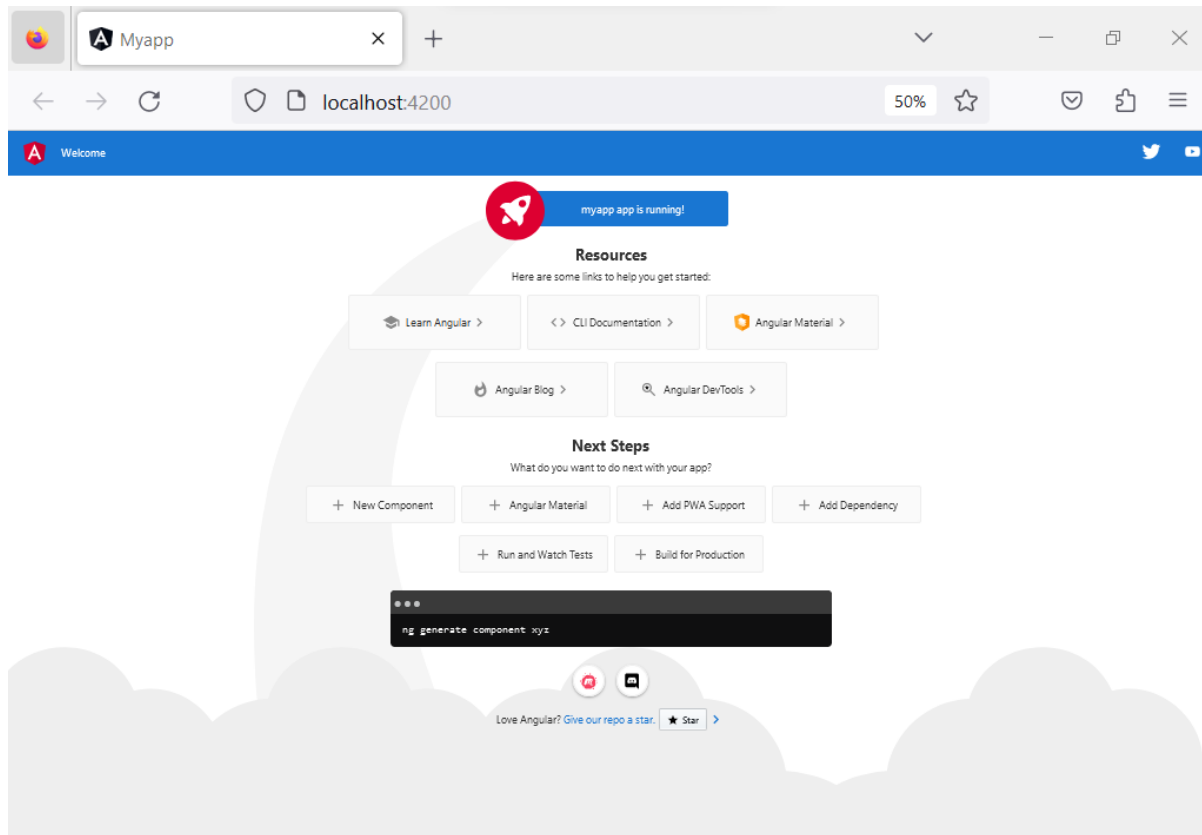 Myapp
localhost:4200
50%
Welcome
myapp app is running!
Resources
Here are some links to help you get started:
Learn Angular
CLI Documentation
Angular Material
Angular Blog
Angular DevTools
Next Steps
What do you want to do next with your app?
New Component
Angular Material
Add PWA Support
Add Dependency
Run and Watch Tests
Build for Production
ng generate component xyz
Love Angular? Give our repo a star. Star